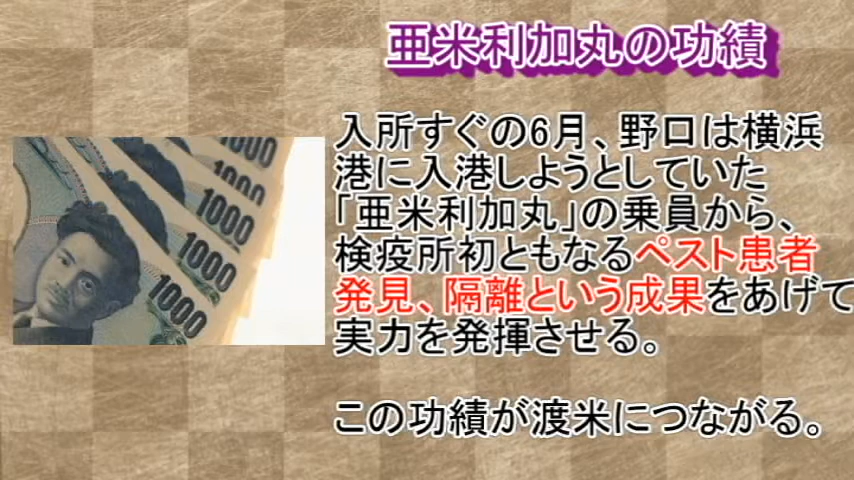 亜米利加丸の功績
入所すぐの6月、野口は横浜
港に入港しようとしていた
「亜米利加丸」の乗員から、
検疫所初ともなるペスト患者
発見、隔離という成果をあげて
実力を発揮させる。
この功績が渡米につながる。
1000
1000
1000
1000
1000